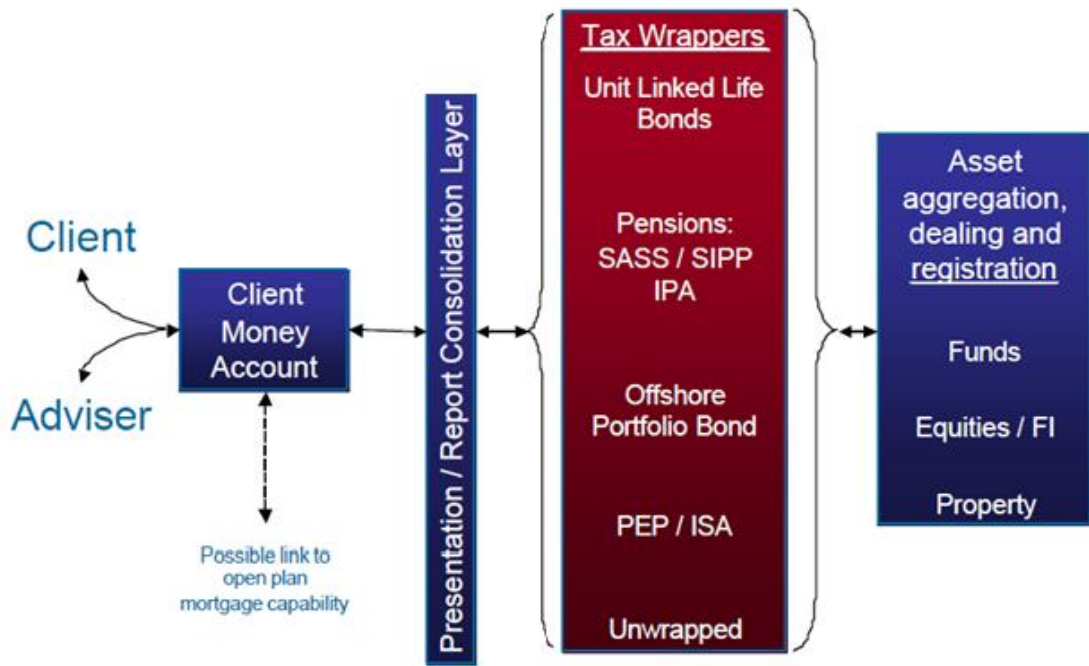 Client
Adviser
Client
Money
Account
Possible link to
open plan
mortgage capability
Presentation / Report Consolidation Layer
Tax Wrappers
Unit Linked Life
Bonds
Pensions:
SASS / SIPP
IPA
Offshore
Portfolio Bond
PEP / ISA
Unwrapped
Asset
aggregation,
dealing and
registration
Funds
Equities / FI
Property